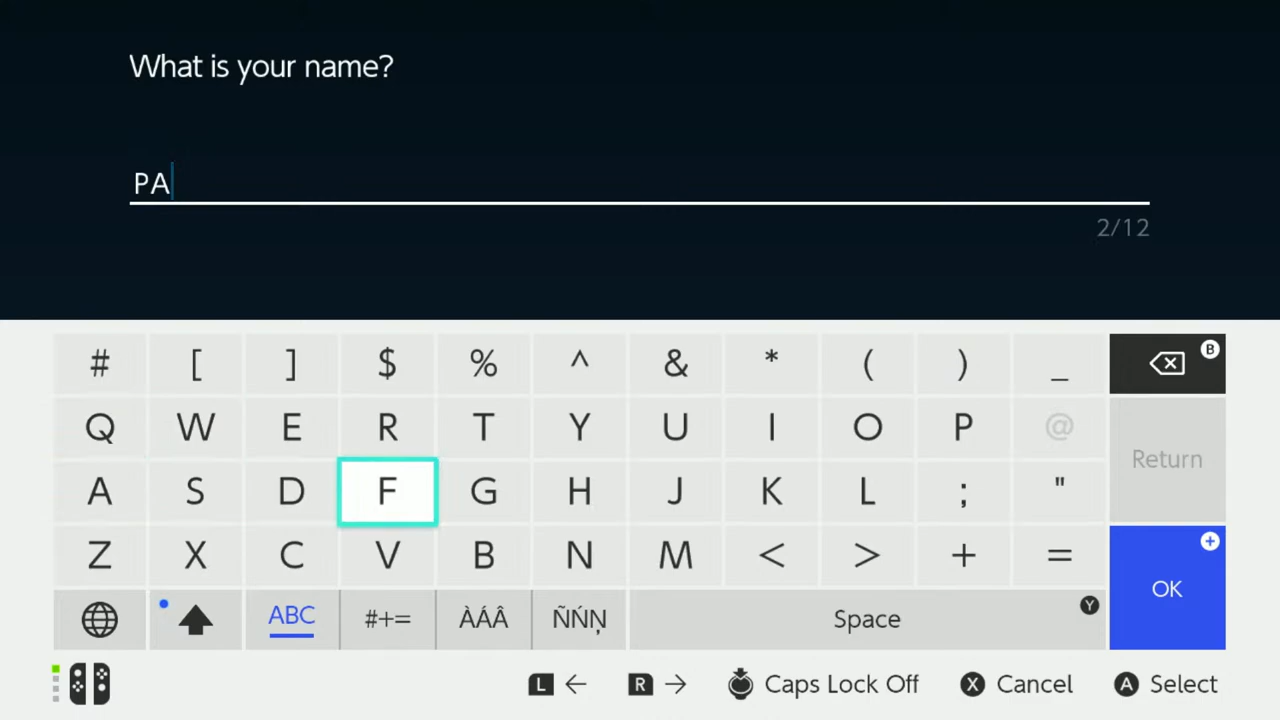 What is your name?
PA
2/12
# [ ] $ % ^ & * ( ) _ B
Q W E R T Y U I O P @
Return
A S D F G H J K L ; "
Z X C V B N M < > + =
+
OK
ABC #+= ÀÁÂ ÑŃŅ Space Y
L ← R → Caps Lock Off X Cancel A Select